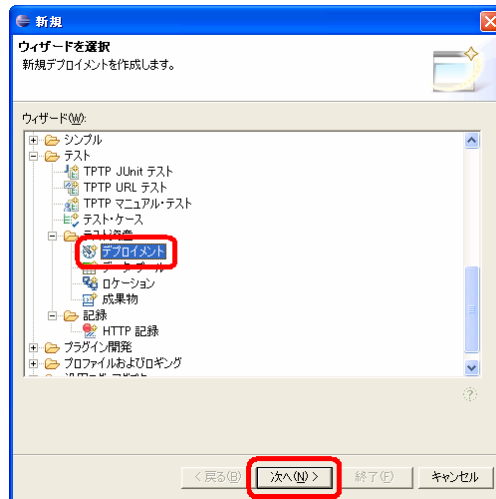 新規
ウィザードを選択
新規デプロイメントを作成します。
ウィザード(W):
シンプル
テスト
TPTP JUnit テスト
TPTP URL テスト
TPTP マニュアル・テスト
テスト・ケース
デプロイメント
データ・プール
ロケーション
成果物
記録
HTTP 記録
プラグイン開発
プロファイルおよびロギング
< 戻る(B)
次へ(N) >
終了(F)
キャンセル